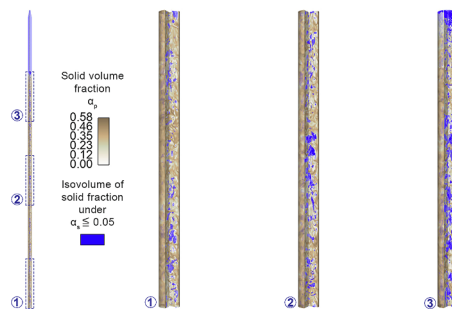 Solid volume
fraction
αp
0.58
0.46
0.35
0.23
0.12
0.00
Isovolume of
solid fraction
under
αs ≦ 0.05
③
②
①
①
②
③